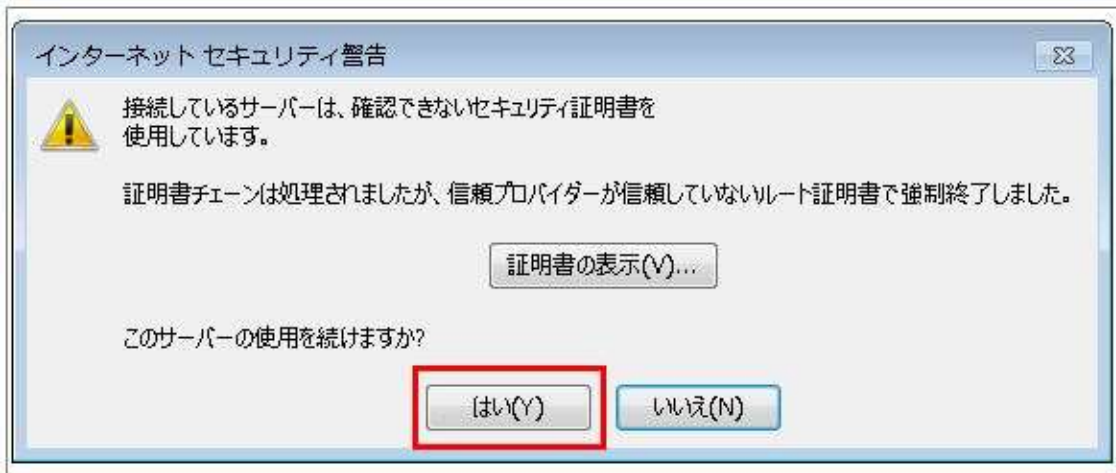 インターネット セキュリティ警告
接続しているサーバーは、確認できないセキュリティ証明書を
使用しています。
証明書チェーンは処理されましたが、信頼プロバイダーが信頼していないルート証明書で強制終了しました。
証明書の表示(V)...
このサーバーの使用を続けますか?
はい(Y)
いいえ(N)